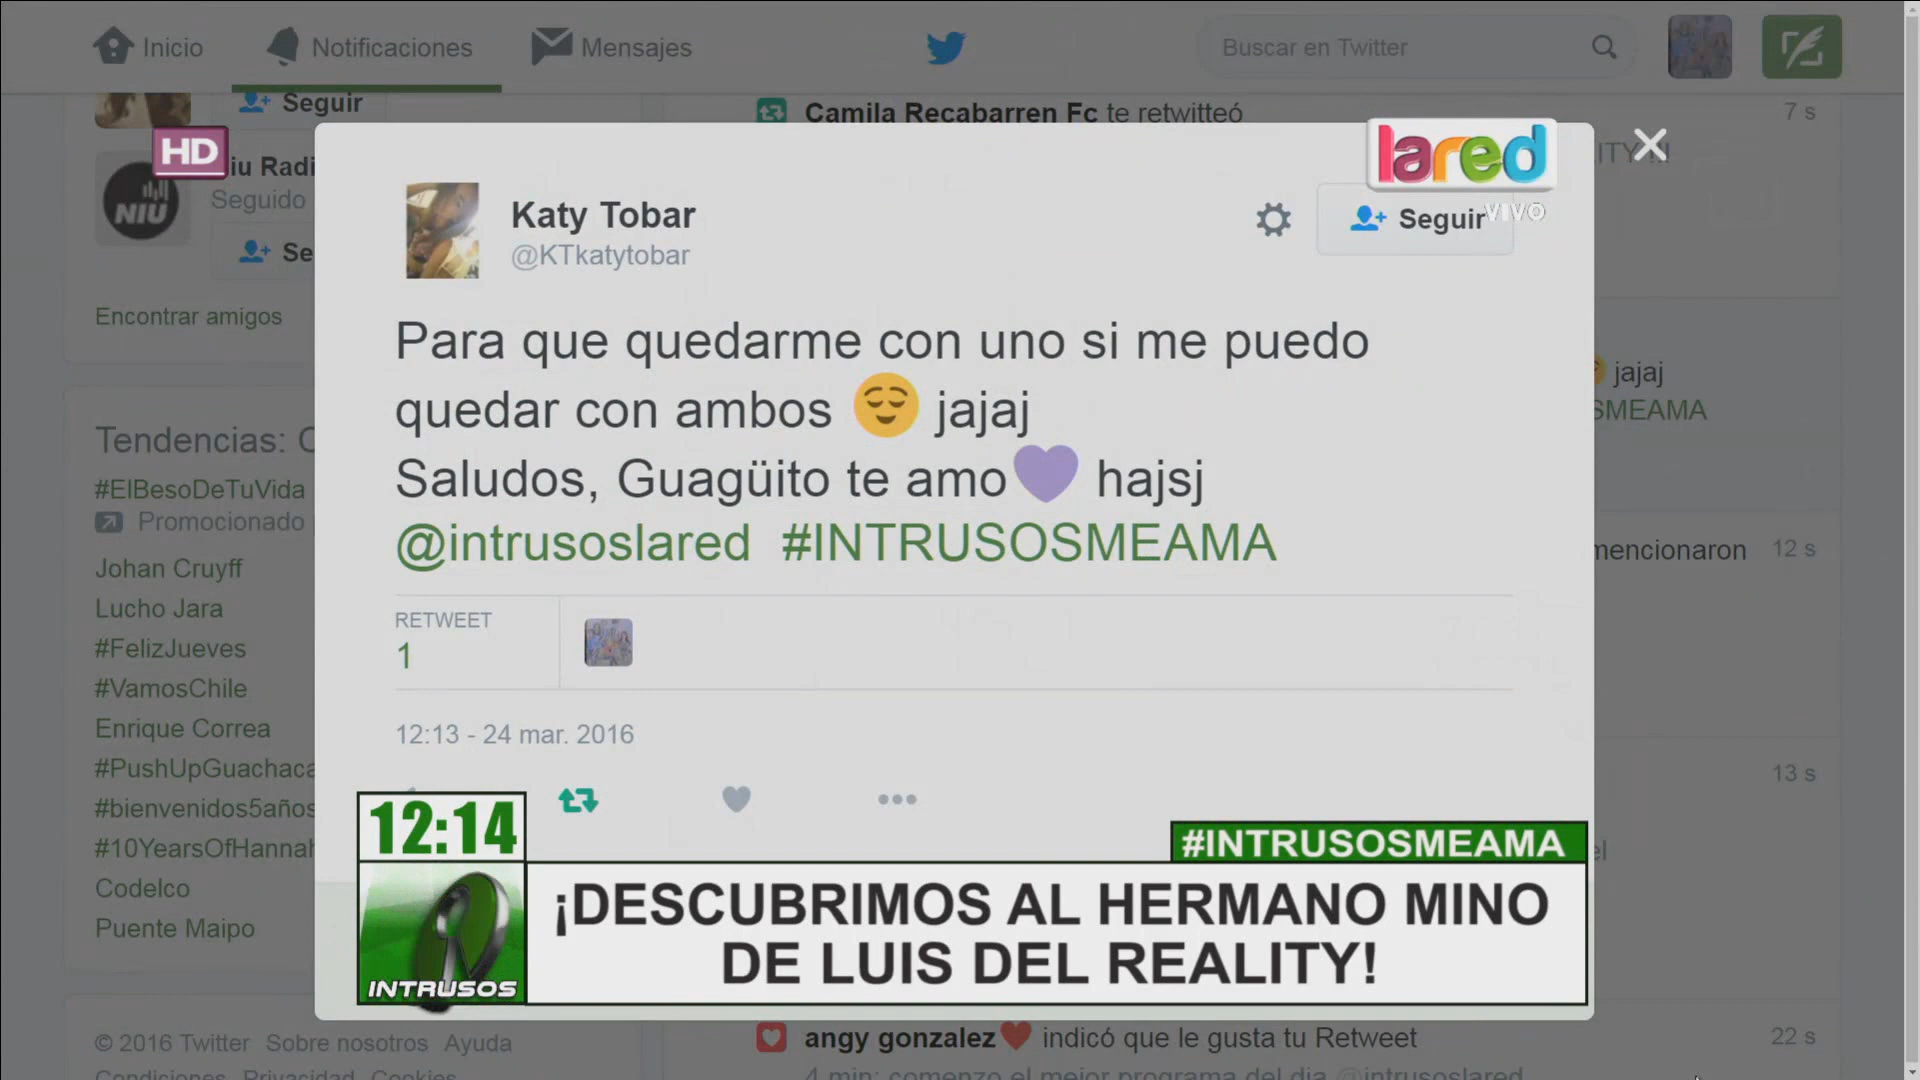 Inicio
Notificaciones
Mensajes
Buscar en Twitter
Seguir
Camila Recabarren Fc te retwitteó
7 s
HD
lared
VIVO
NIU
Seguido
Katy Tobar
@KTkatytobar
Seguir
Encontrar amigos
Para que quedarme con uno si me puedo
quedar con ambos 😌 jajaj
Saludos, Guagüito te amo💜 hajsj
@intrusoslared #INTRUSOSMEAMA
jajaj
SMEAMA
Tendencias:
#ElBesoDeTuVida
Promocionado
Johan Cruyff
Lucho Jara
#FelizJueves
#VamosChile
Enrique Correa
#PushUpGuachaca
#bienvenidos5años
#10YearsOfHannah
Codelco
Puente Maipo
mencionaron
12 s
RETWEET
1
12:13 - 24 mar. 2016
13 s
12:14
#INTRUSOSMEAMA
¡DESCUBRIMOS AL HERMANO MINO
DE LUIS DEL REALITY!
INTRUSOS
© 2016 Twitter Sobre nosotros Ayuda
Condiciones Privacidad Cookies
angy gonzalez❤ indicó que le gusta tu Retweet
22 s
4 min: comenzo el mejor programa del dia @intrusoslared